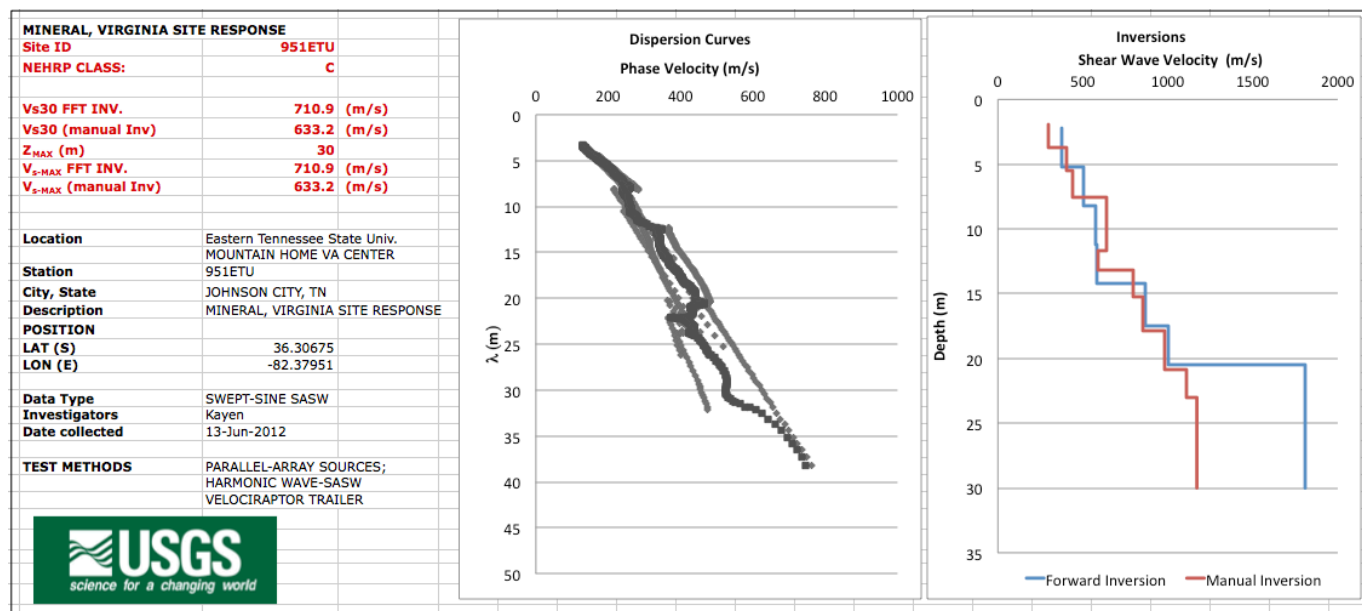 MINERAL, VIRGINIA SITE RESPONSE
Site ID 951ETU
NEHRP CLASS: C
Vs30 FFT INV. 710.9 (m/s)
Vs30 (manual Inv) 633.2 (m/s)
ZMAX (m) 30
Vs-MAX FFT INV. 710.9 (m/s)
Vs-MAX (manual Inv) 633.2 (m/s)
Location Eastern Tennessee State Univ.
MOUNTAIN HOME VA CENTER
Station 951ETU
City, State JOHNSON CITY, TN
Description MINERAL, VIRGINIA SITE RESPONSE
POSITION
LAT (S) 36.30675
LON (E) -82.37951
Data Type SWEPT-SINE SASW
Investigators Kayen
Date collected 13-Jun-2012
TEST METHODS PARALLEL-ARRAY SOURCES;
HARMONIC WAVE-SASW
VELOCIRAPTOR TRAILER
USGS
science for a changing world
Dispersion Curves
Phase Velocity (m/s)
0 200 400 600 800 1000
0
5
10
15
20
25
30
35
40
45
50
λ (m)
Inversions
Shear Wave Velocity (m/s)
0 500 1000 1500 2000
0
5
10
15
20
25
30
35
Depth (m)
Forward Inversion Manual Inversion